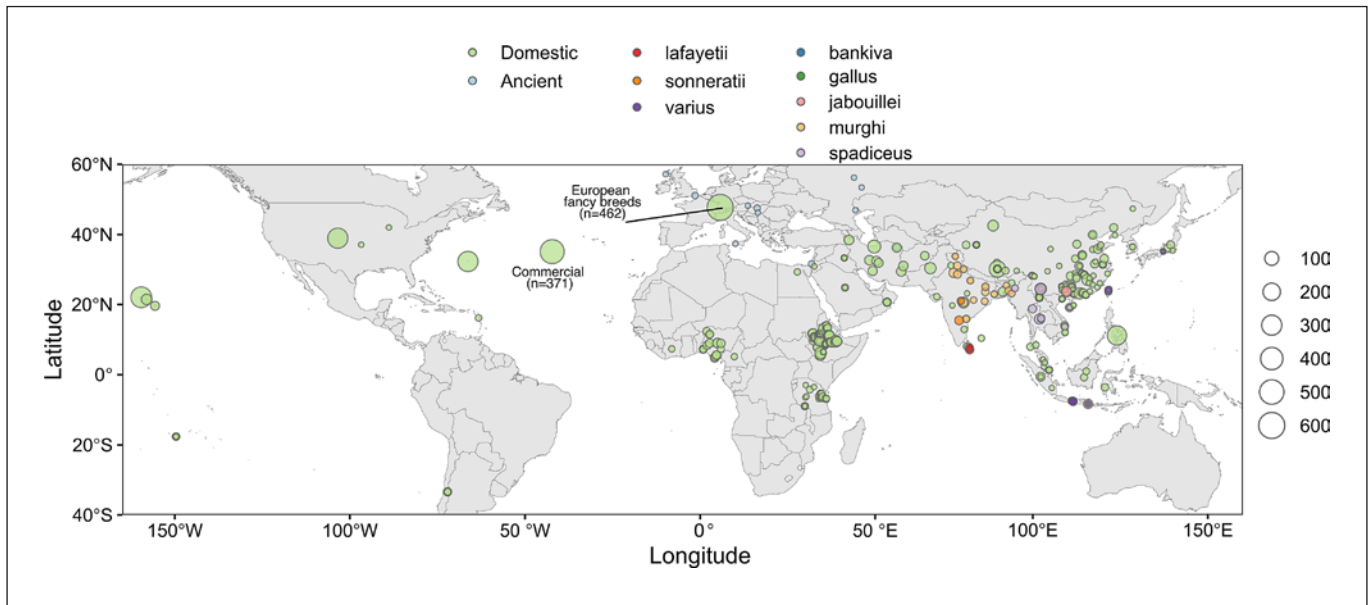 Domestic
Ancient
lafayetii
sonneratii
varius
bankiva
gallus
jabouillei
murghi
spadiceus
60°N
40°N
20°N
0°
20°S
40°S
Latitude
European
fancy breeds
(n=462)
Commercial
(n=371)
100
200
300
400
500
600
150°W
100°W
50°W
0°
50°E
100°E
150°E
Longitude